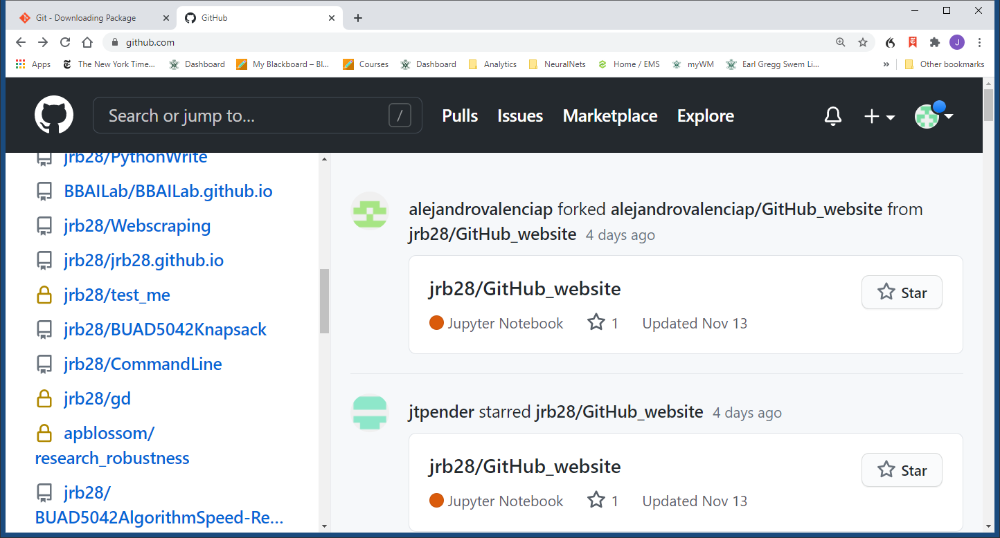 Git - Downloading Package
GitHub
github.com
J
Apps
The New York Time...
Dashboard
My Blackboard – Bl...
Courses
Dashboard
Analytics
NeuralNets
Home / EMS
myWM
Earl Gregg Swem Li...
»
Other bookmarks
Search or jump to...
/
Pulls
Issues
Marketplace
Explore
jrb28/PythonWrite
BBAILab/BBAILab.github.io
jrb28/Webscraping
jrb28/jrb28.github.io
jrb28/test_me
jrb28/BUAD5042Knapsack
jrb28/CommandLine
jrb28/gd
apblossom/
research_robustness
jrb28/
BUAD5042AlgorithmSpeed-Re...
alejandrovalenciap forked alejandrovalenciap/GitHub_website from
jrb28/GitHub_website 4 days ago
jrb28/GitHub_website
Star
Jupyter Notebook 1 Updated Nov 13
jtpender starred jrb28/GitHub_website 4 days ago
jrb28/GitHub_website
Star
Jupyter Notebook 1 Updated Nov 13